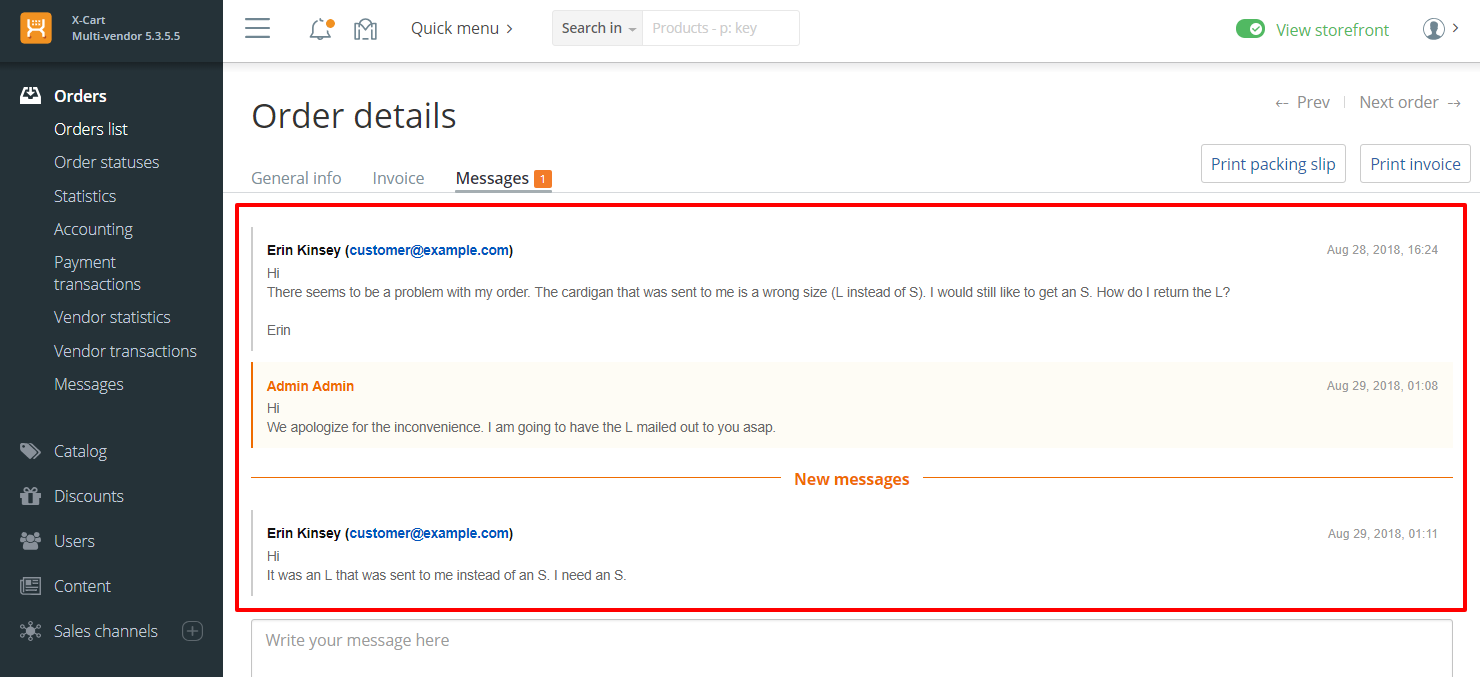 X-Cart
Multi-vendor 5.3.5.5
Quick menu
Search in
Products - p: key
View storefront
Orders
Orders list
Order statuses
Statistics
Accounting
Payment
transactions
Vendor statistics
Vendor transactions
Messages
Catalog
Discounts
Users
Content
Sales channels
Order details
← Prev
Next order →
General info
Invoice
Messages 1
Print packing slip
Print invoice
Erin Kinsey (customer@example.com)
Aug 28, 2018, 16:24
Hi
There seems to be a problem with my order. The cardigan that was sent to me is a wrong size (L instead of S). I would still like to get an S. How do I return the L?
Erin
Admin Admin
Aug 29, 2018, 01:08
Hi
We apologize for the inconvenience. I am going to have the L mailed out to you asap.
New messages
Erin Kinsey (customer@example.com)
Aug 29, 2018, 01:11
Hi
It was an L that was sent to me instead of an S. I need an S.
Write your message here